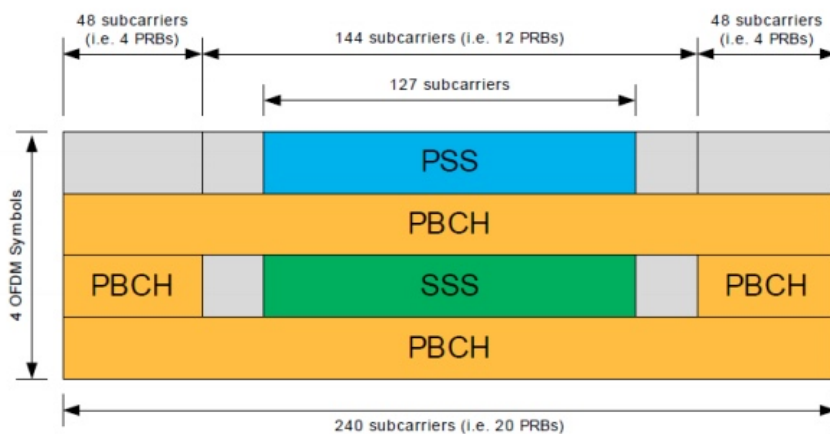 48 subcarriers
(i.e. 4 PRBs)
144 subcarriers (i.e. 12 PRBs)
48 subcarriers
(i.e. 4 PRBs)
127 subcarriers
4 OFDM Symbols
PSS
PBCH
PBCH
SSS
PBCH
PBCH
240 subcarriers (i.e. 20 PRBs)